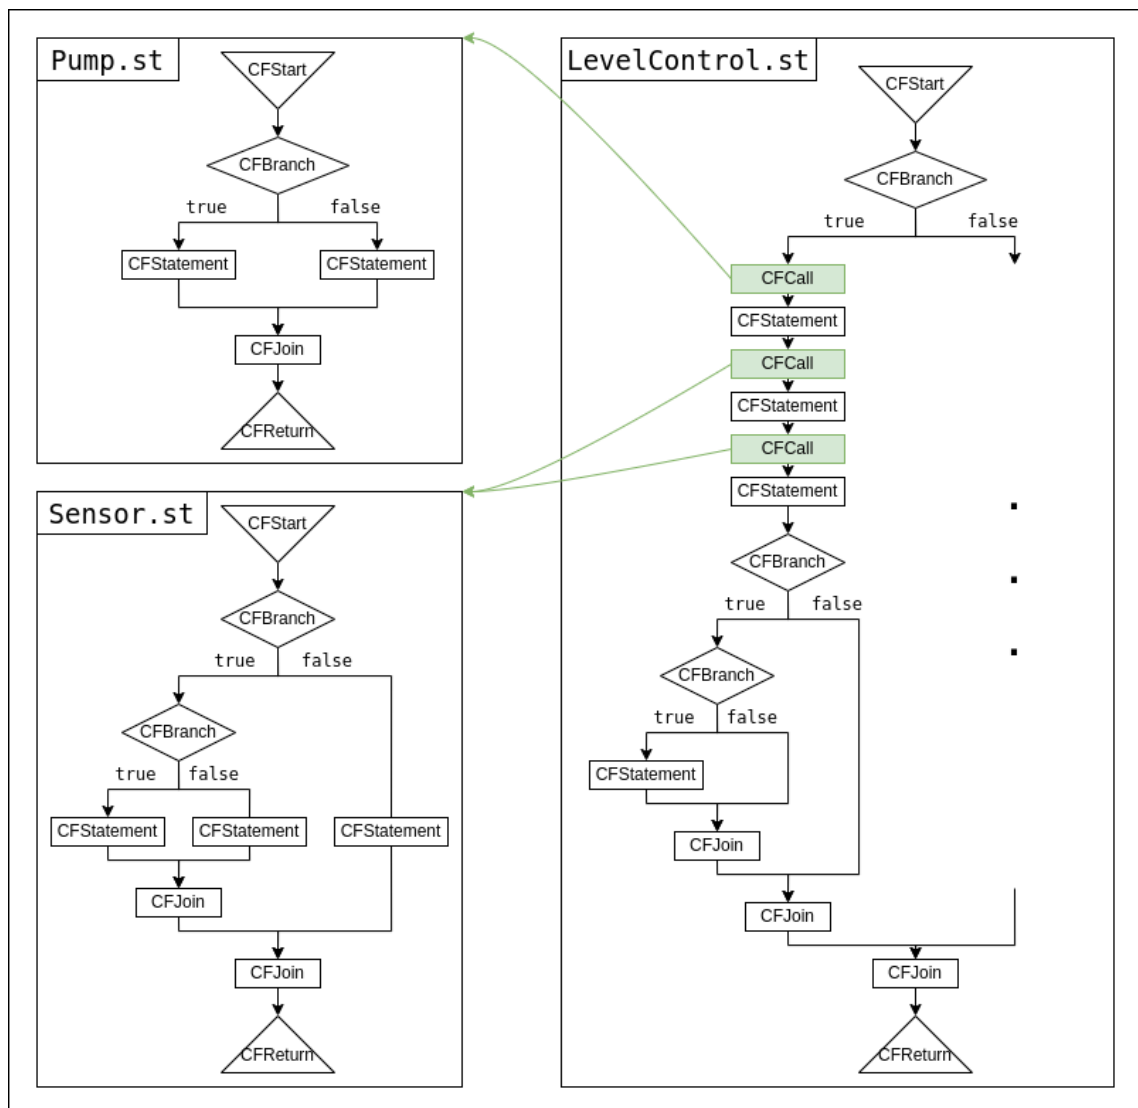 Pump.st
CFStart
CFBranch
true
false
CFStatement
CFStatement
CFJoin
CFReturn
Sensor.st
CFStart
CFBranch
true
false
CFBranch
true
false
CFStatement
CFStatement
CFStatement
CFJoin
CFJoin
CFReturn
LevelControl.st
CFStart
CFBranch
true
false
CFCall
CFStatement
CFCall
CFStatement
CFCall
CFStatement
CFBranch
true
false
CFBranch
true
false
CFStatement
CFJoin
CFJoin
CFJoin
CFReturn